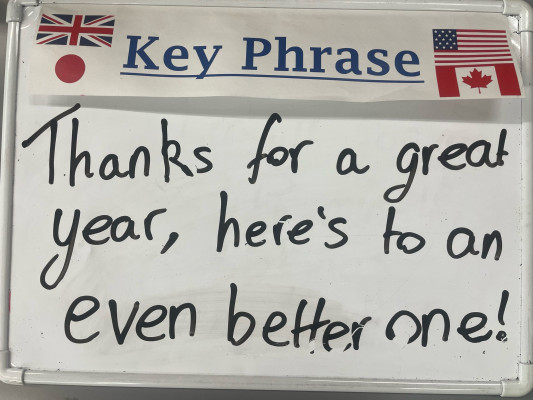 Key Phrase
Thanks for a great
year, here's to an
even better one!